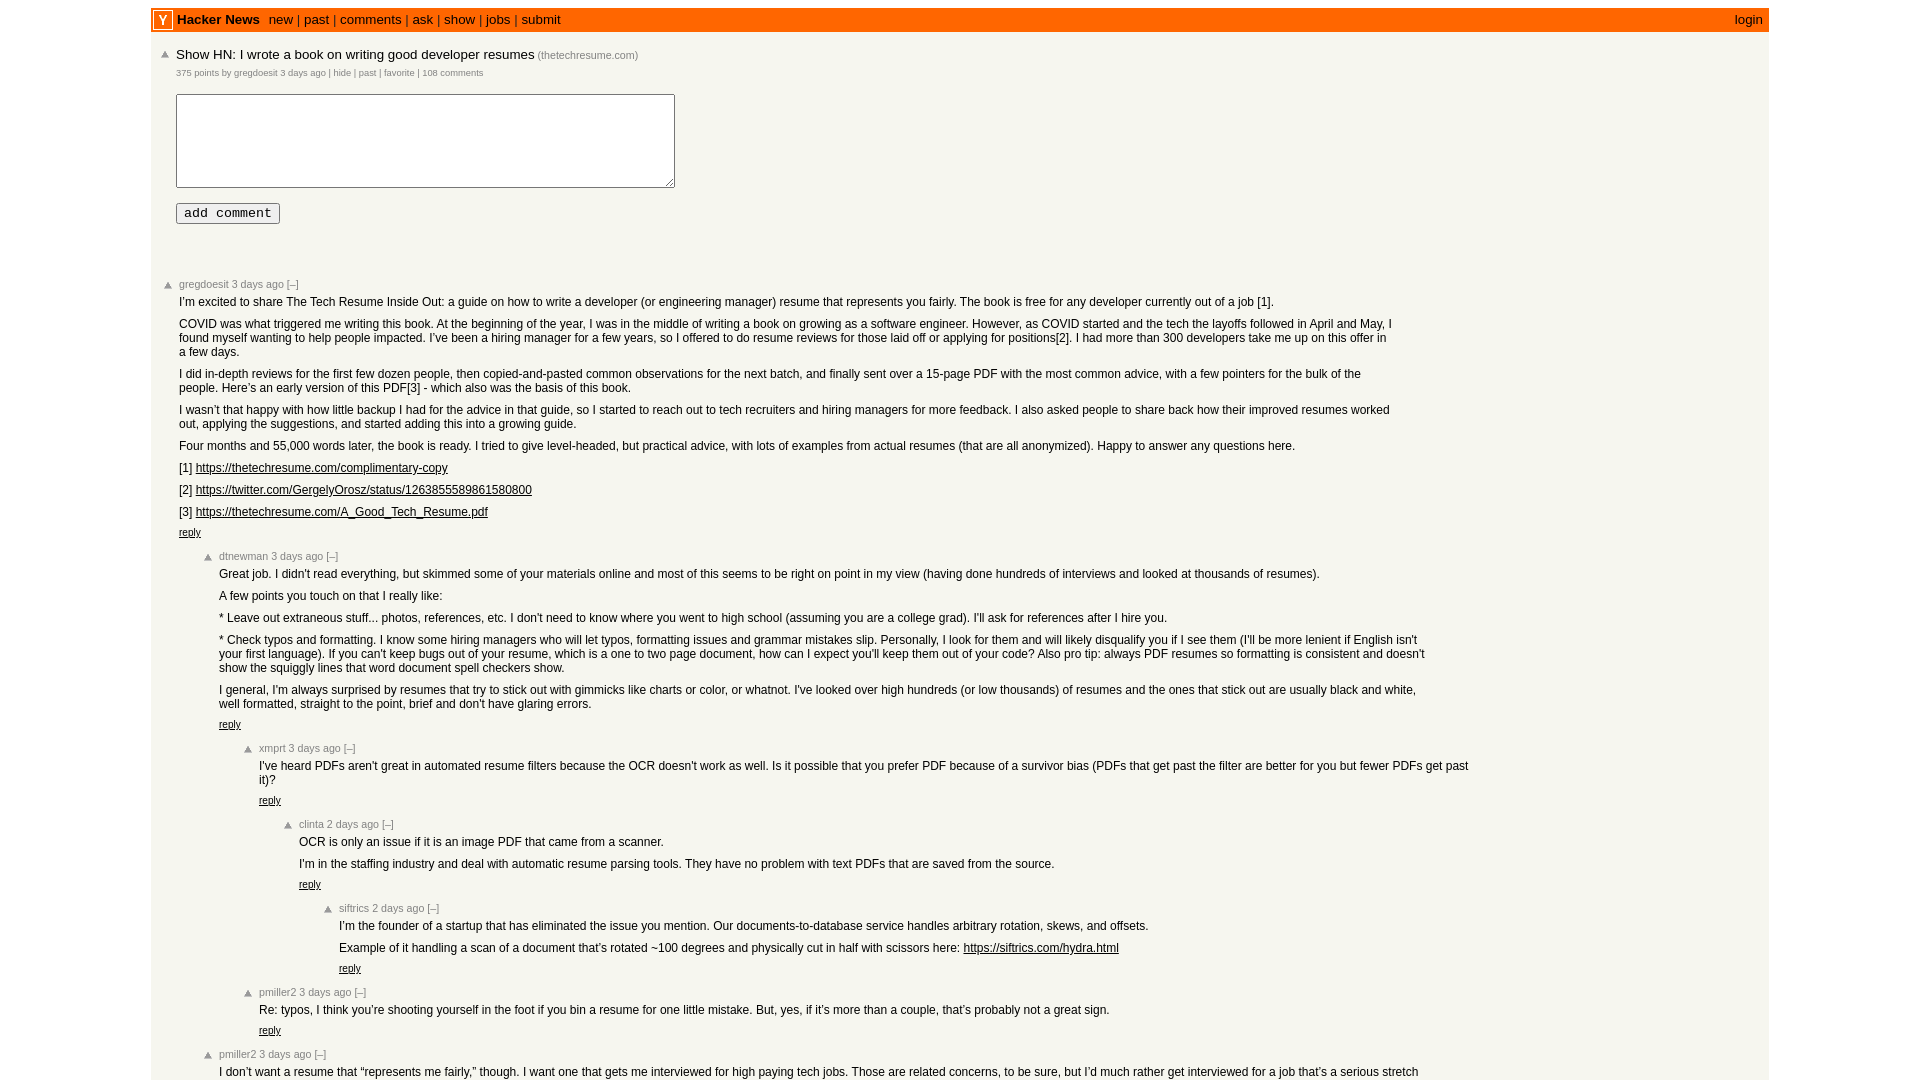 Y Hacker News new | past | comments | ask | show | jobs | submit login
Show HN: I wrote a book on writing good developer resumes (thetechresume.com)
375 points by gregdoesit 3 days ago | hide | past | favorite | 108 comments
add comment
gregdoesit 3 days ago [–]
I’m excited to share The Tech Resume Inside Out: a guide on how to write a developer (or engineering manager) resume that represents you fairly. The book is free for any developer currently out of a job [1].
COVID was what triggered me writing this book. At the beginning of the year, I was in the middle of writing a book on growing as a software engineer. However, as COVID started and the tech the layoffs followed in April and May, I
found myself wanting to help people impacted. I’ve been a hiring manager for a few years, so I offered to do resume reviews for those laid off or applying for positions[2]. I had more than 300 developers take me up on this offer in
a few days.
I did in-depth reviews for the first few dozen people, then copied-and-pasted common observations for the next batch, and finally sent over a 15-page PDF with the most common advice, with a few pointers for the bulk of the
people. Here’s an early version of this PDF[3] - which also was the basis of this book.
I wasn’t that happy with how little backup I had for the advice in that guide, so I started to reach out to tech recruiters and hiring managers for more feedback. I also asked people to share back how their improved resumes worked
out, applying the suggestions, and started adding this into a growing guide.
Four months and 55,000 words later, the book is ready. I tried to give level-headed, but practical advice, with lots of examples from actual resumes (that are all anonymized). Happy to answer any questions here.
[1] https://thetechresume.com/complimentary-copy
[2] https://twitter.com/GergelyOrosz/status/1263855589861580800
[3] https://thetechresume.com/A_Good_Tech_Resume.pdf
reply
dtnewman 3 days ago [–]
Great job. I didn't read everything, but skimmed some of your materials online and most of this seems to be right on point in my view (having done hundreds of interviews and looked at thousands of resumes).
A few points you touch on that I really like:
* Leave out extraneous stuff... photos, references, etc. I don't need to know where you went to high school (assuming you are a college grad). I'll ask for references after I hire you.
* Check typos and formatting. I know some hiring managers who will let typos, formatting issues and grammar mistakes slip. Personally, I look for them and will likely disqualify you if I see them (I'll be more lenient if English isn't
your first language). If you can't keep bugs out of your resume, which is a one to two page document, how can I expect you'll keep them out of your code? Also pro tip: always PDF resumes so formatting is consistent and doesn't
show the squiggly lines that word document spell checkers show.
I general, I'm always surprised by resumes that try to stick out with gimmicks like charts or color, or whatnot. I've looked over high hundreds (or low thousands) of resumes and the ones that stick out are usually black and white,
well formatted, straight to the point, brief and don't have glaring errors.
reply
xmprt 3 days ago [–]
I've heard PDFs aren't great in automated resume filters because the OCR doesn't work as well. Is it possible that you prefer PDF because of a survivor bias (PDFs that get past the filter are better for you but fewer PDFs get past
it)?
reply
clinta 2 days ago [–]
OCR is only an issue if it is an image PDF that came from a scanner.
I'm in the staffing industry and deal with automatic resume parsing tools. They have no problem with text PDFs that are saved from the source.
reply
siftrics 2 days ago [–]
I’m the founder of a startup that has eliminated the issue you mention. Our documents-to-database service handles arbitrary rotation, skews, and offsets.
Example of it handling a scan of a document that’s rotated ~100 degrees and physically cut in half with scissors here: https://siftrics.com/hydra.html
reply
pmiller2 3 days ago [–]
Re: typos, I think you’re shooting yourself in the foot if you bin a resume for one little mistake. But, yes, if it’s more than a couple, that’s probably not a great sign.
reply
pmiller2 3 days ago [–]
I don’t want a resume that “represents me fairly,” though. I want one that gets me interviewed for high paying tech jobs. Those are related concerns, to be sure, but I’d much rather get interviewed for a job that’s a serious stretch